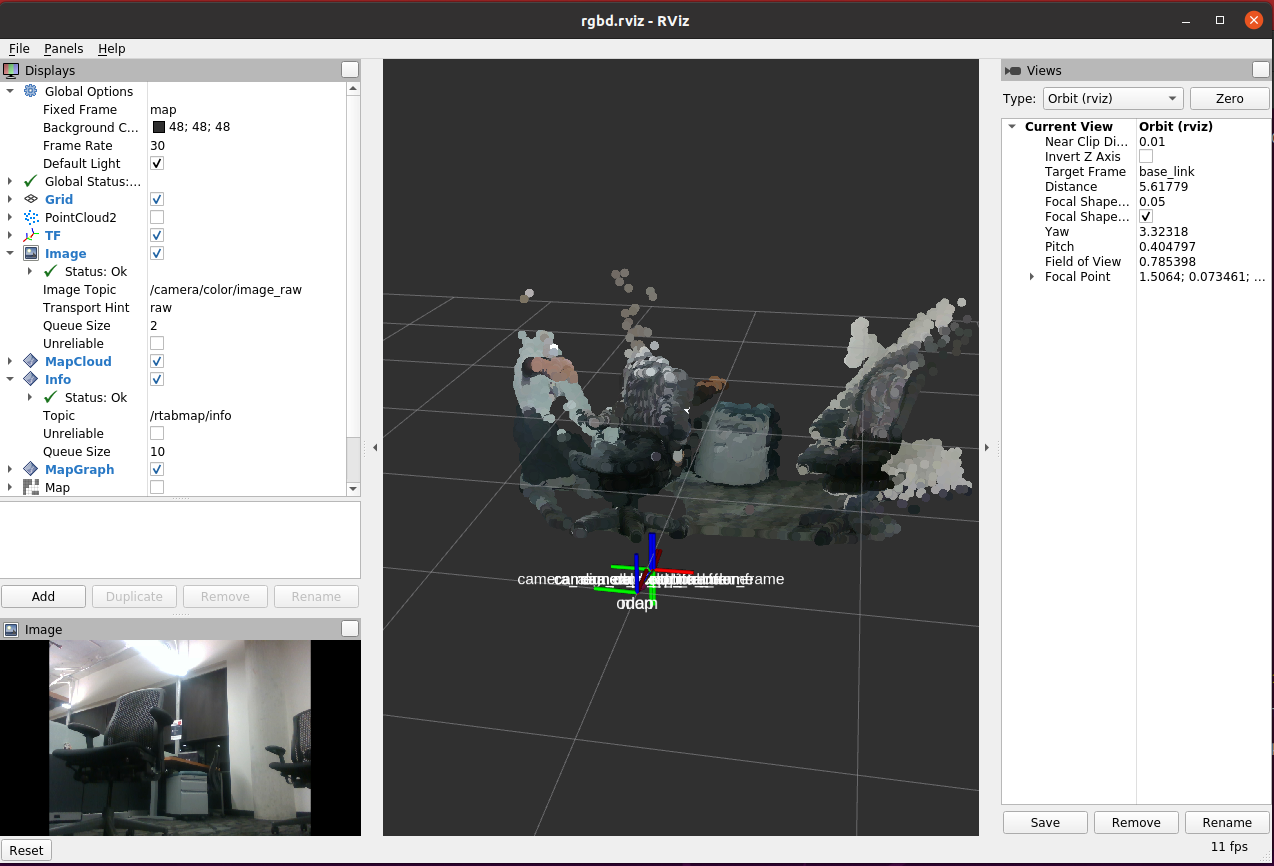 rgbd.rviz - RViz
File Panels Help
Displays
Global Options
Fixed Frame map
Background C... 48; 48; 48
Frame Rate 30
Default Light
Global Status:...
Grid
PointCloud2
TF
Image
Status: Ok
Image Topic /camera/color/image_raw
Transport Hint raw
Queue Size 2
Unreliable
MapCloud
Info
Status: Ok
Topic /rtabmap/info
Unreliable
Queue Size 10
MapGraph
Map
Add Duplicate Remove Rename
Image
Reset
Views
Type: Orbit (rviz) Zero
Current View Orbit (rviz)
Near Clip Di... 0.01
Invert Z Axis
Target Frame base_link
Distance 5.61779
Focal Shape... 0.05
Focal Shape...
Yaw 3.32318
Pitch 0.404797
Field of View 0.785398
Focal Point 1.5064; 0.073461; ...
Save Remove Rename
11 fps